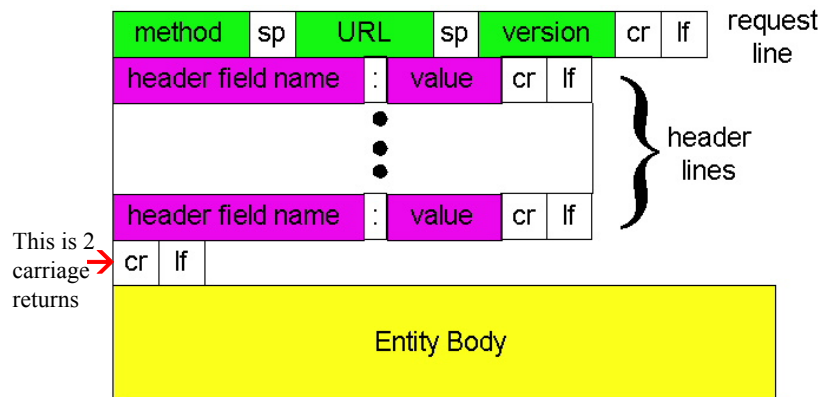 method sp URL sp version cr lf request line
header field name : value cr lf
header lines
header field name : value cr lf
This is 2 carriage returns
cr lf
Entity Body